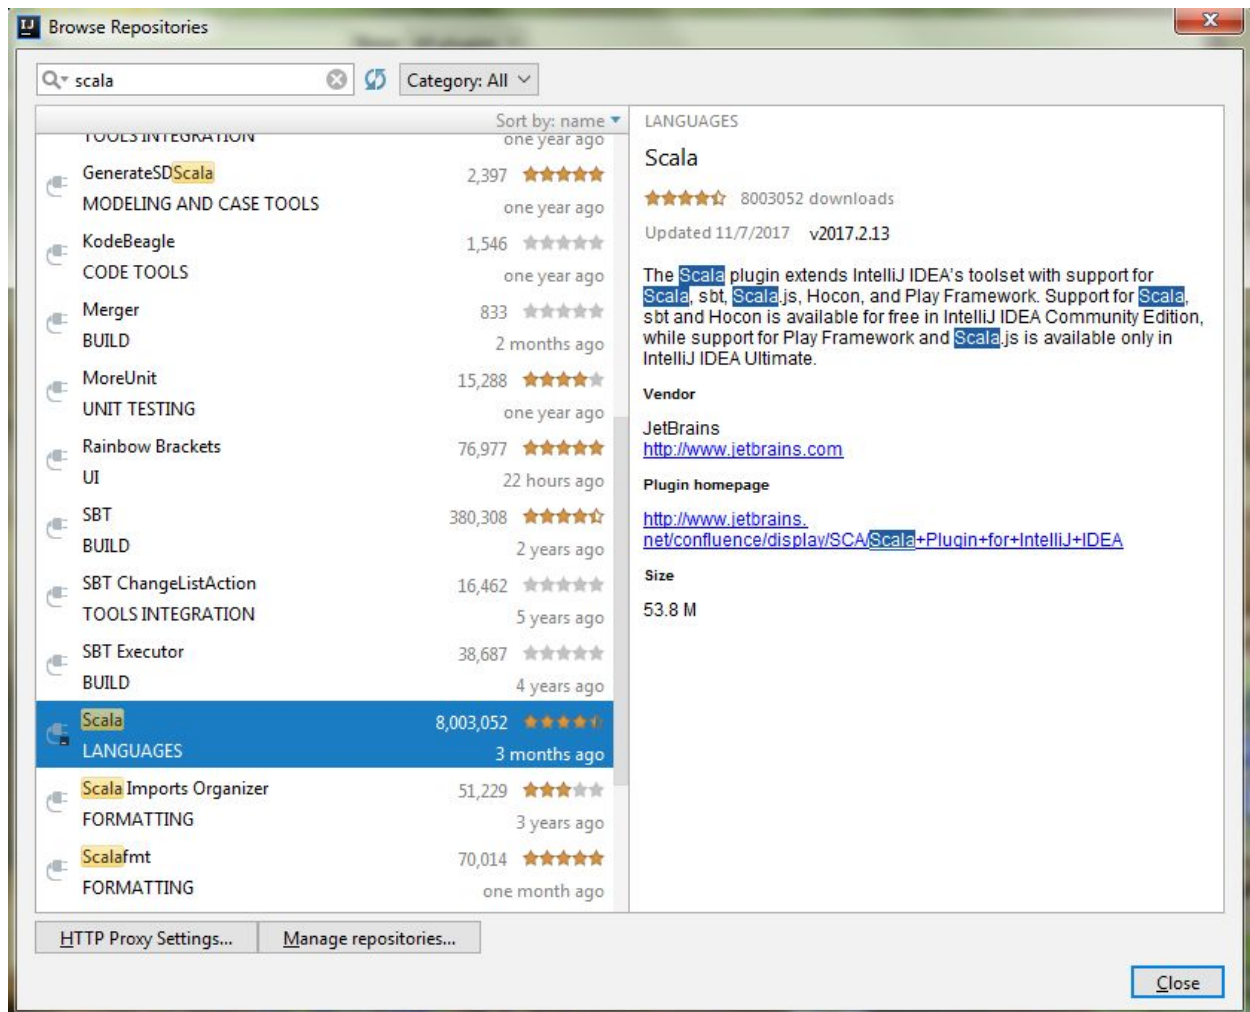 IJ Browse Repositories
scala
Category: All
Sort by: name
TOOLS INTEGRATION one year ago
GenerateSDScala 2,397
MODELING AND CASE TOOLS one year ago
KodeBeagle 1,546
CODE TOOLS one year ago
Merger 833
BUILD 2 months ago
MoreUnit 15,288
UNIT TESTING one year ago
Rainbow Brackets 76,977
UI 22 hours ago
SBT 380,308
BUILD 2 years ago
SBT ChangeListAction 16,462
TOOLS INTEGRATION 5 years ago
SBT Executor 38,687
BUILD 4 years ago
Scala 8,003,052
LANGUAGES 3 months ago
Scala Imports Organizer 51,229
FORMATTING 3 years ago
Scalafmt 70,014
FORMATTING one month ago
LANGUAGES
Scala
8003052 downloads
Updated 11/7/2017 v2017.2.13
The Scala plugin extends IntelliJ IDEA's toolset with support for
Scala, sbt, Scala.js, Hocon, and Play Framework. Support for Scala,
sbt and Hocon is available for free in IntelliJ IDEA Community Edition,
while support for Play Framework and Scala.js is available only in
IntelliJ IDEA Ultimate.
Vendor
JetBrains
http://www.jetbrains.com
Plugin homepage
http://www.jetbrains.
net/confluence/display/SCA/Scala+Plugin+for+IntelliJ+IDEA
Size
53.8 M
HTTP Proxy Settings... Manage repositories...
Close